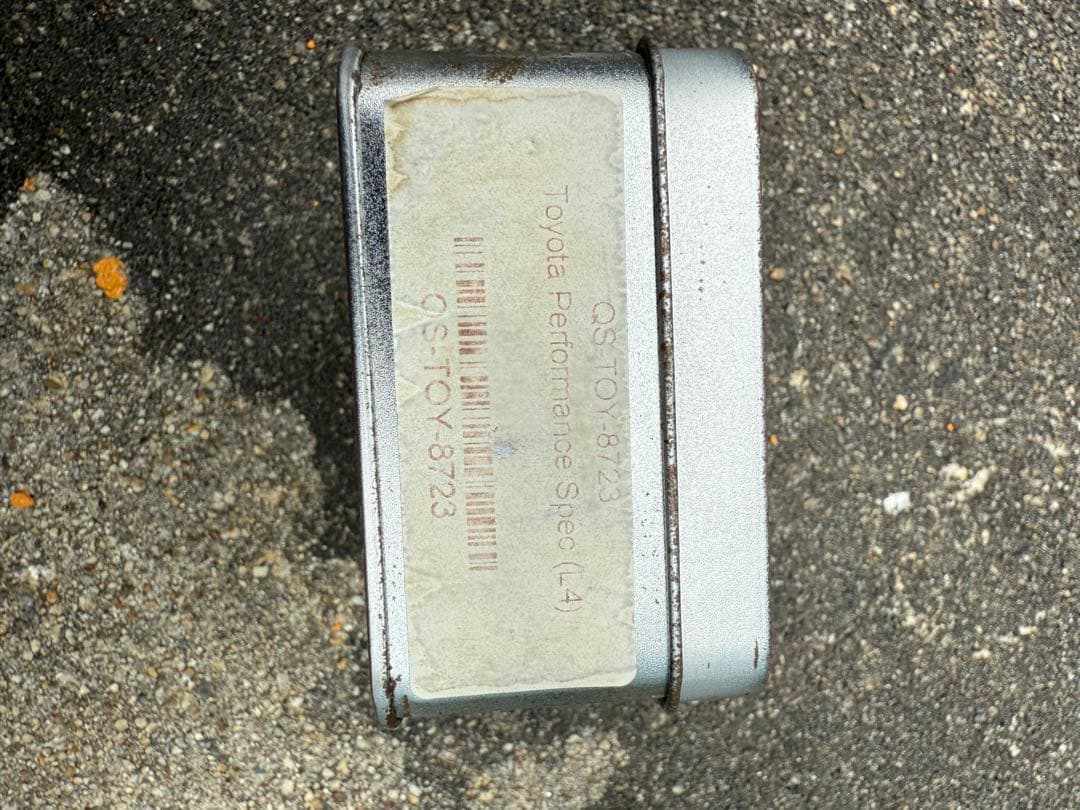 QS-TOY-8723
Toyota Performance Spec (L4)
QS-TOY-8723